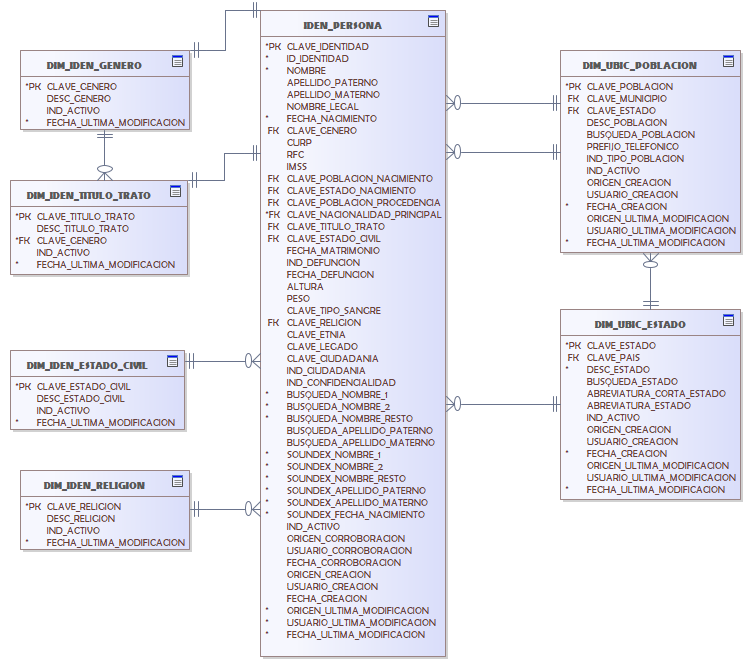 DIM_IDEN_GENERO
*PK CLAVE_GENERO
DESC_GENERO
IND_ACTIVO
* FECHA_ULTIMA_MODIFICACION
DIM_IDEN_TITULO_TRATO
*PK CLAVE_TITULO_TRATO
DESC_TITULO_TRATO
*FK CLAVE_GENERO
IND_ACTIVO
* FECHA_ULTIMA_MODIFICACION
DIM_IDEN_ESTADO_CIVIL
*PK CLAVE_ESTADO_CIVIL
DESC_ESTADO_CIVIL
IND_ACTIVO
* FECHA_ULTIMA_MODIFICACION
DIM_IDEN_RELIGION
*PK CLAVE_RELIGION
DESC_RELIGION
IND_ACTIVO
* FECHA_ULTIMA_MODIFICACION
IDEN_PERSONA
*PK CLAVE_IDENTIDAD
* ID_IDENTIDAD
* NOMBRE
APELLIDO_PATERNO
APELLIDO_MATERNO
NOMBRE_LEGAL
* FECHA_NACIMIENTO
FK CLAVE_GENERO
CURP
RFC
IMSS
FK CLAVE_POBLACION_NACIMIENTO
FK CLAVE_ESTADO_NACIMIENTO
FK CLAVE_POBLACION_PROCEDENCIA
*FK CLAVE_NACIONALIDAD_PRINCIPAL
FK CLAVE_TITULO_TRATO
FK CLAVE_ESTADO_CIVIL
FECHA_MATRIMONIO
IND_DEFUNCION
FECHA_DEFUNCION
ALTURA
PESO
CLAVE_TIPO_SANGRE
FK CLAVE_RELIGION
CLAVE_ETNIA
CLAVE_LEGADO
CLAVE_CIUDADANIA
IND_CIUDADANIA
IND_CONFIDENCIALIDAD
* BUSQUEDA_NOMBRE_1
* BUSQUEDA_NOMBRE_2
* BUSQUEDA_NOMBRE_RESTO
BUSQUEDA_APELLIDO_PATERNO
BUSQUEDA_APELLIDO_MATERNO
* SOUNDEX_NOMBRE_1
* SOUNDEX_NOMBRE_2
* SOUNDEX_NOMBRE_RESTO
* SOUNDEX_APELLIDO_PATERNO
* SOUNDEX_APELLIDO_MATERNO
* SOUNDEX_FECHA_NACIMIENTO
IND_ACTIVO
ORIGEN_CORROBORACION
USUARIO_CORROBORACION
FECHA_CORROBORACION
ORIGEN_CREACION
USUARIO_CREACION
FECHA_CREACION
* ORIGEN_ULTIMA_MODIFICACION
* USUARIO_ULTIMA_MODIFICACION
* FECHA_ULTIMA_MODIFICACION
DIM_UBIC_POBLACION
*PK CLAVE_POBLACION
FK CLAVE_MUNICIPIO
FK CLAVE_ESTADO
DESC_POBLACION
BUSQUEDA_POBLACION
PREFIJO_TELEFONICO
IND_TIPO_POBLACION
IND_ACTIVO
ORIGEN_CREACION
USUARIO_CREACION
* FECHA_CREACION
ORIGEN_ULTIMA_MODIFICACION
USUARIO_ULTIMA_MODIFICACION
* FECHA_ULTIMA_MODIFICACION
DIM_UBIC_ESTADO
*PK CLAVE_ESTADO
FK CLAVE_PAIS
* DESC_ESTADO
BUSQUEDA_ESTADO
ABREVIATURA_CORTA_ESTADO
ABREVIATURA_ESTADO
IND_ACTIVO
ORIGEN_CREACION
USUARIO_CREACION
* FECHA_CREACION
ORIGEN_ULTIMA_MODIFICACION
USUARIO_ULTIMA_MODIFICACION
* FECHA_ULTIMA_MODIFICACION